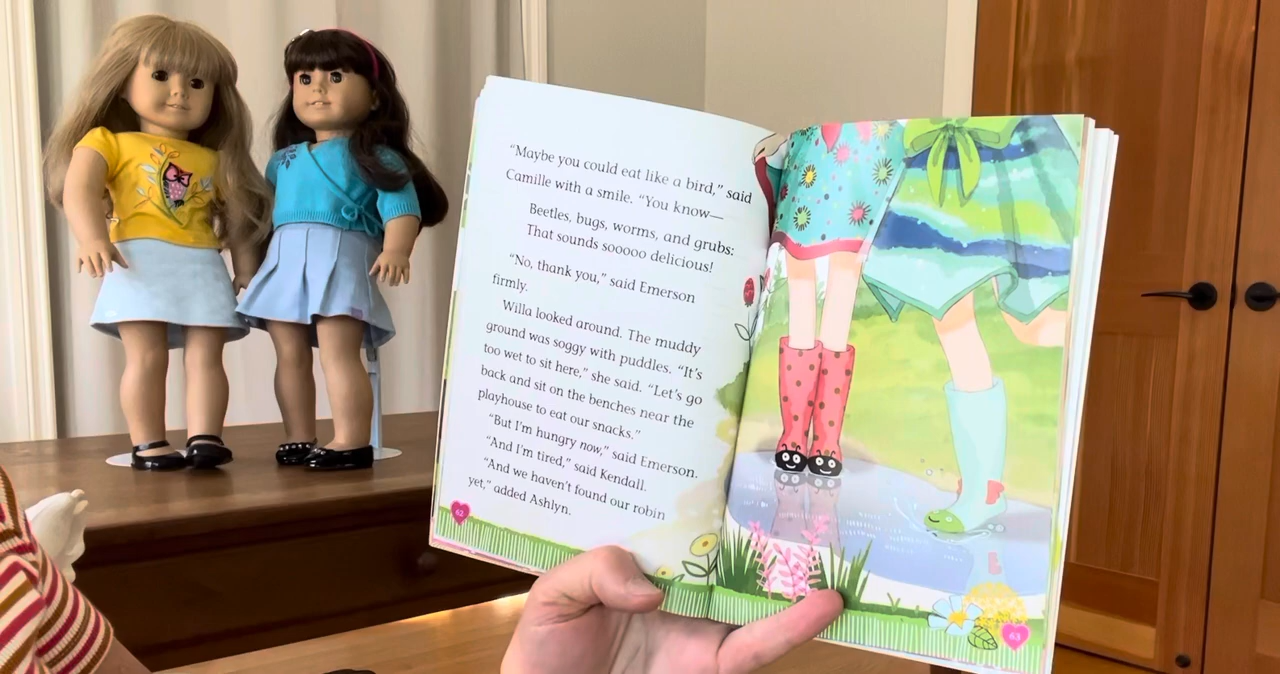 “Maybe you could eat like a bird,” said
Camille with a smile. “You know—
Beetles, bugs, worms, and grubs:
That sounds sooooo delicious!
“No, thank you,” said Emerson
firmly.
Willa looked around. The muddy
ground was soggy with puddles. “It’s
too wet to sit here,” she said. “Let’s go
back and sit on the benches near the
playhouse to eat our snacks.”
“But I’m hungry now,” said Emerson.
“And I’m tired,” said Kendall.
“And we haven’t found our robin
yet,” added Ashlyn.
62
63